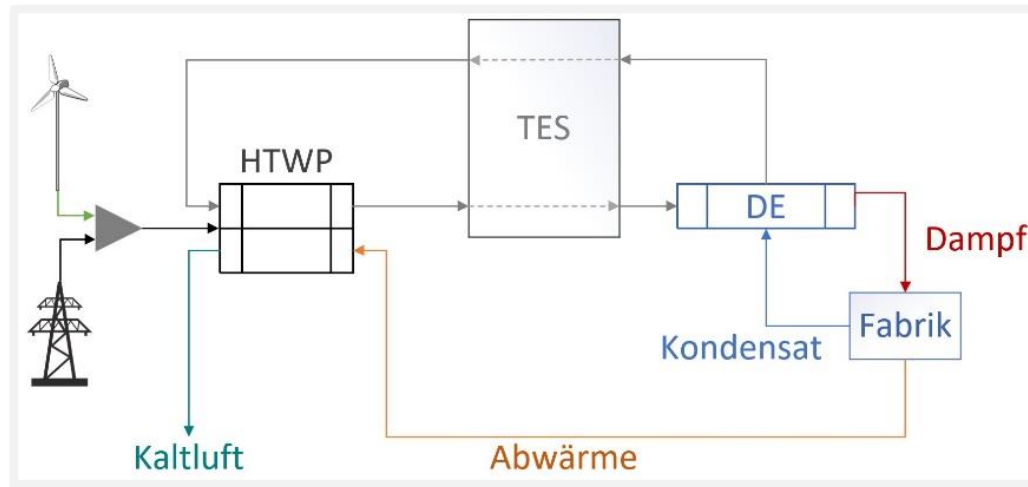 TES
HTWP
DE
Dampf
Fabrik
Kondensat
Kaltluft
Abwärme